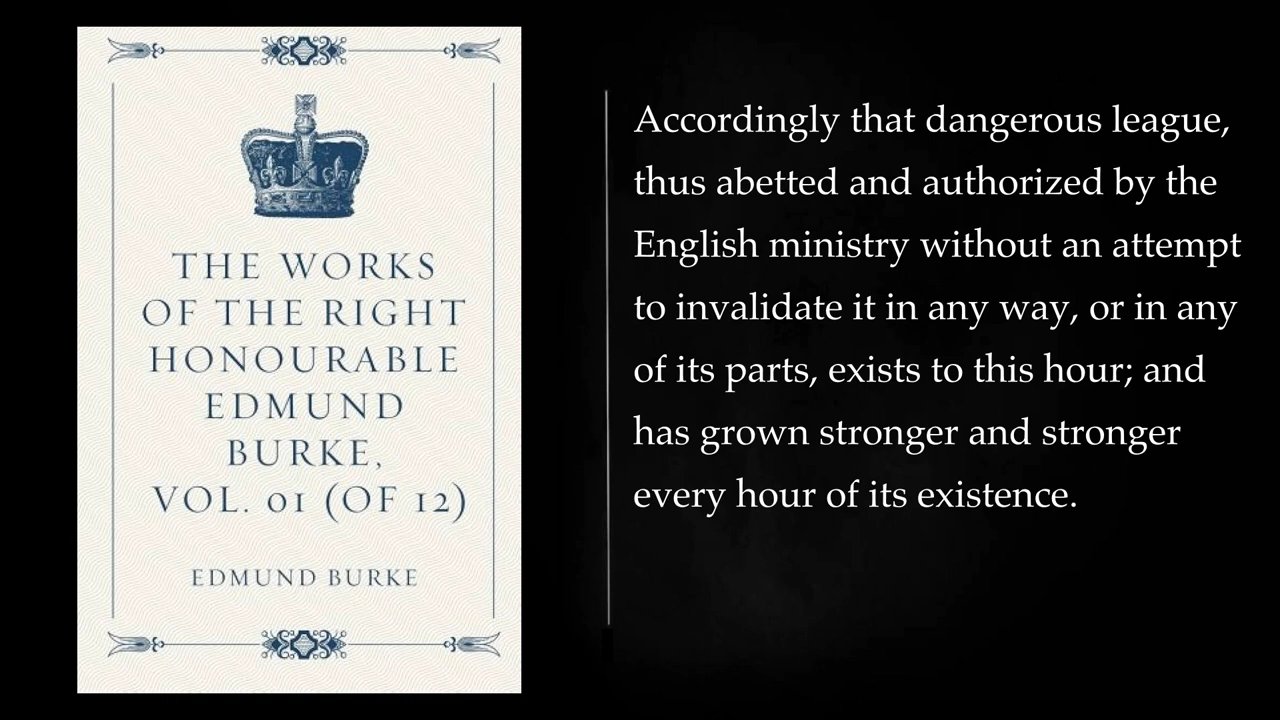 THE WORKS
OF THE RIGHT
HONOURABLE
EDMUND
BURKE,
VOL. 01 (OF 12)
EDMUND BURKE
Accordingly that dangerous league,
thus abetted and authorized by the
English ministry without an attempt
to invalidate it in any way, or in any
of its parts, exists to this hour; and
has grown stronger and stronger
every hour of its existence.